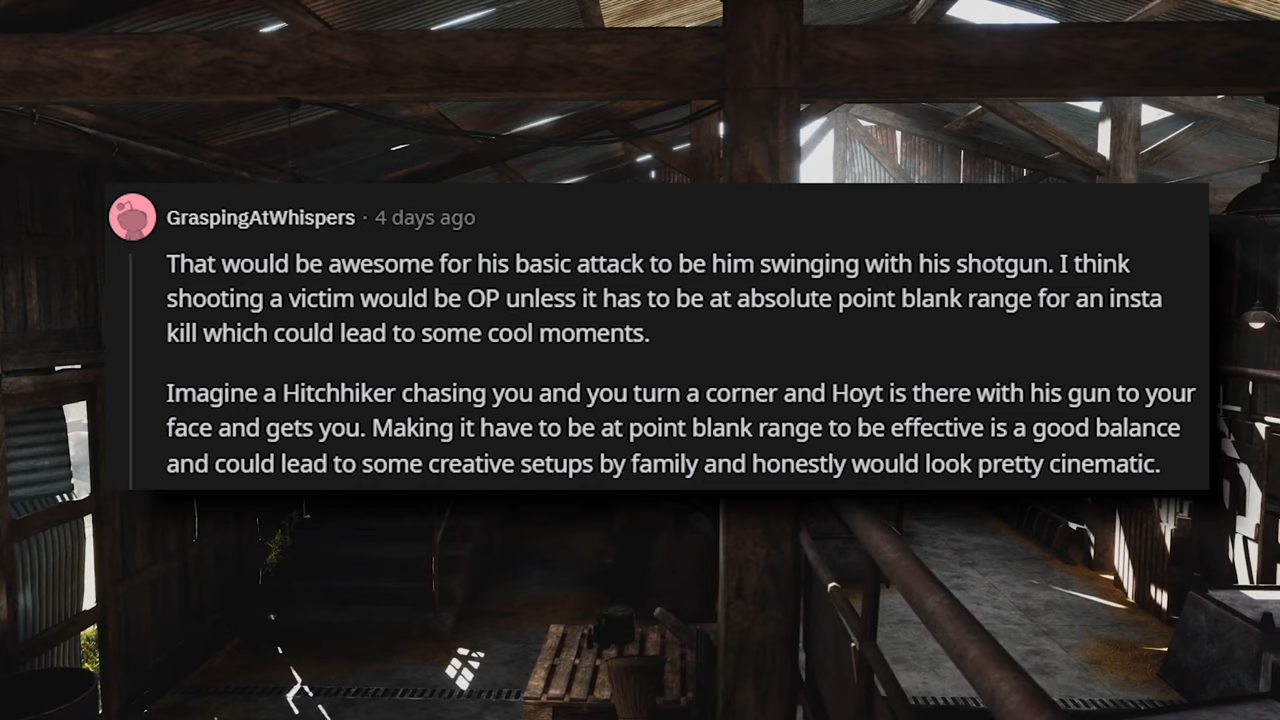 GraspingAtWhispers · 4 days ago
That would be awesome for his basic attack to be him swinging with his shotgun. I think
shooting a victim would be OP unless it has to be at absolute point blank range for an insta
kill which could lead to some cool moments.
Imagine a Hitchhiker chasing you and you turn a corner and Hoyt is there with his gun to your
face and gets you. Making it have to be at point blank range to be effective is a good balance
and could lead to some creative setups by family and honestly would look pretty cinematic.